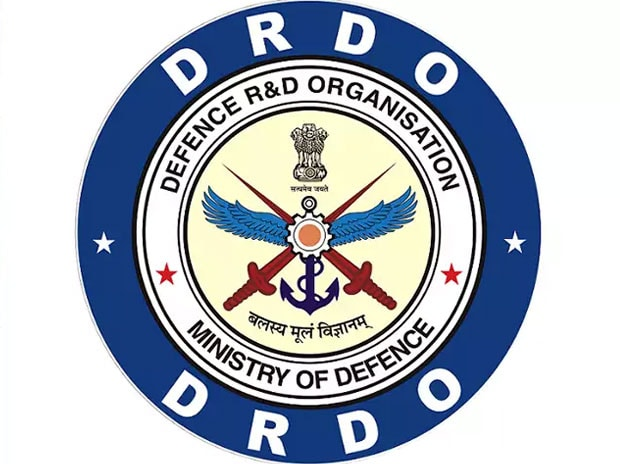 DRDO
DEFENCE R&D ORGANISATION
सत्यमेव जयते
बलस्य मूलं विज्ञानम्
MINISTRY OF DEFENCE
DRDO